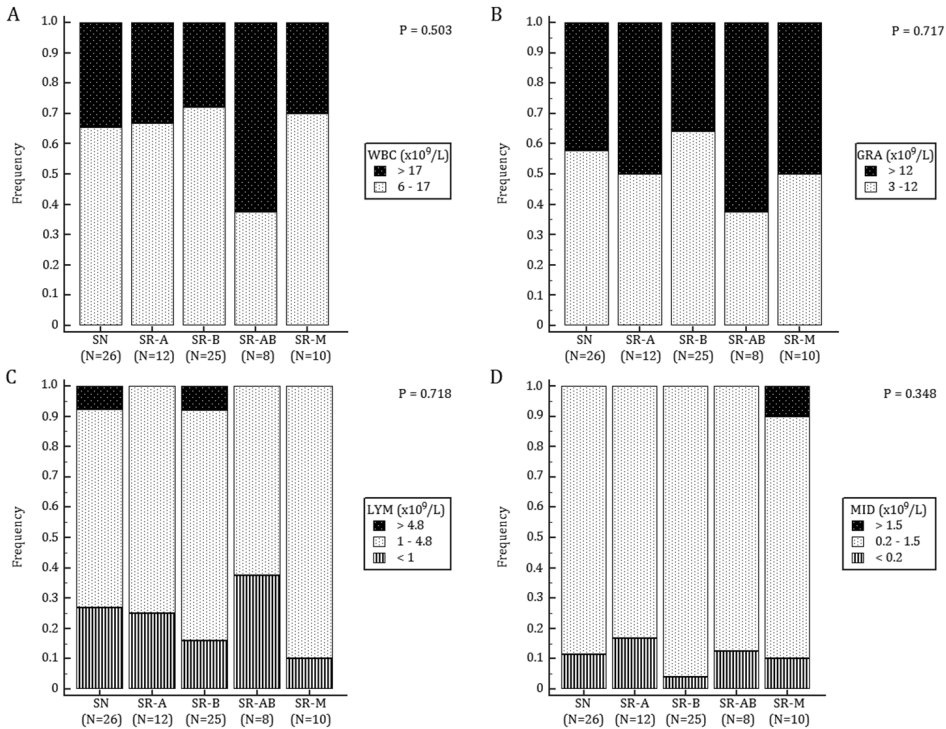 A
P = 0.503
1.0
0.9
0.8
0.7
0.6
0.5
0.4
0.3
0.2
0.1
0
Frequency
WBC (x10⁹/L)
> 17
6 - 17
SN SR-A SR-B SR-AB SR-M
(N=26) (N=12) (N=25) (N=8) (N=10)
B
P = 0.717
1.0
0.9
0.8
0.7
0.6
0.5
0.4
0.3
0.2
0.1
0
Frequency
GRA (x10⁹/L)
> 12
3 -12
SN SR-A SR-B SR-AB SR-M
(N=26) (N=12) (N=25) (N=8) (N=10)
C
P = 0.718
1.0
0.9
0.8
0.7
0.6
0.5
0.4
0.3
0.2
0.1
0
Frequency
LYM (x10⁹/L)
> 4.8
1 - 4.8
< 1
SN SR-A SR-B SR-AB SR-M
(N=26) (N=12) (N=25) (N=8) (N=10)
D
P = 0.348
1.0
0.9
0.8
0.7
0.6
0.5
0.4
0.3
0.2
0.1
0
Frequency
MID (x10⁹/L)
> 1.5
0.2 - 1.5
< 0.2
SN SR-A SR-B SR-AB SR-M
(N=26) (N=12) (N=25) (N=8) (N=10)